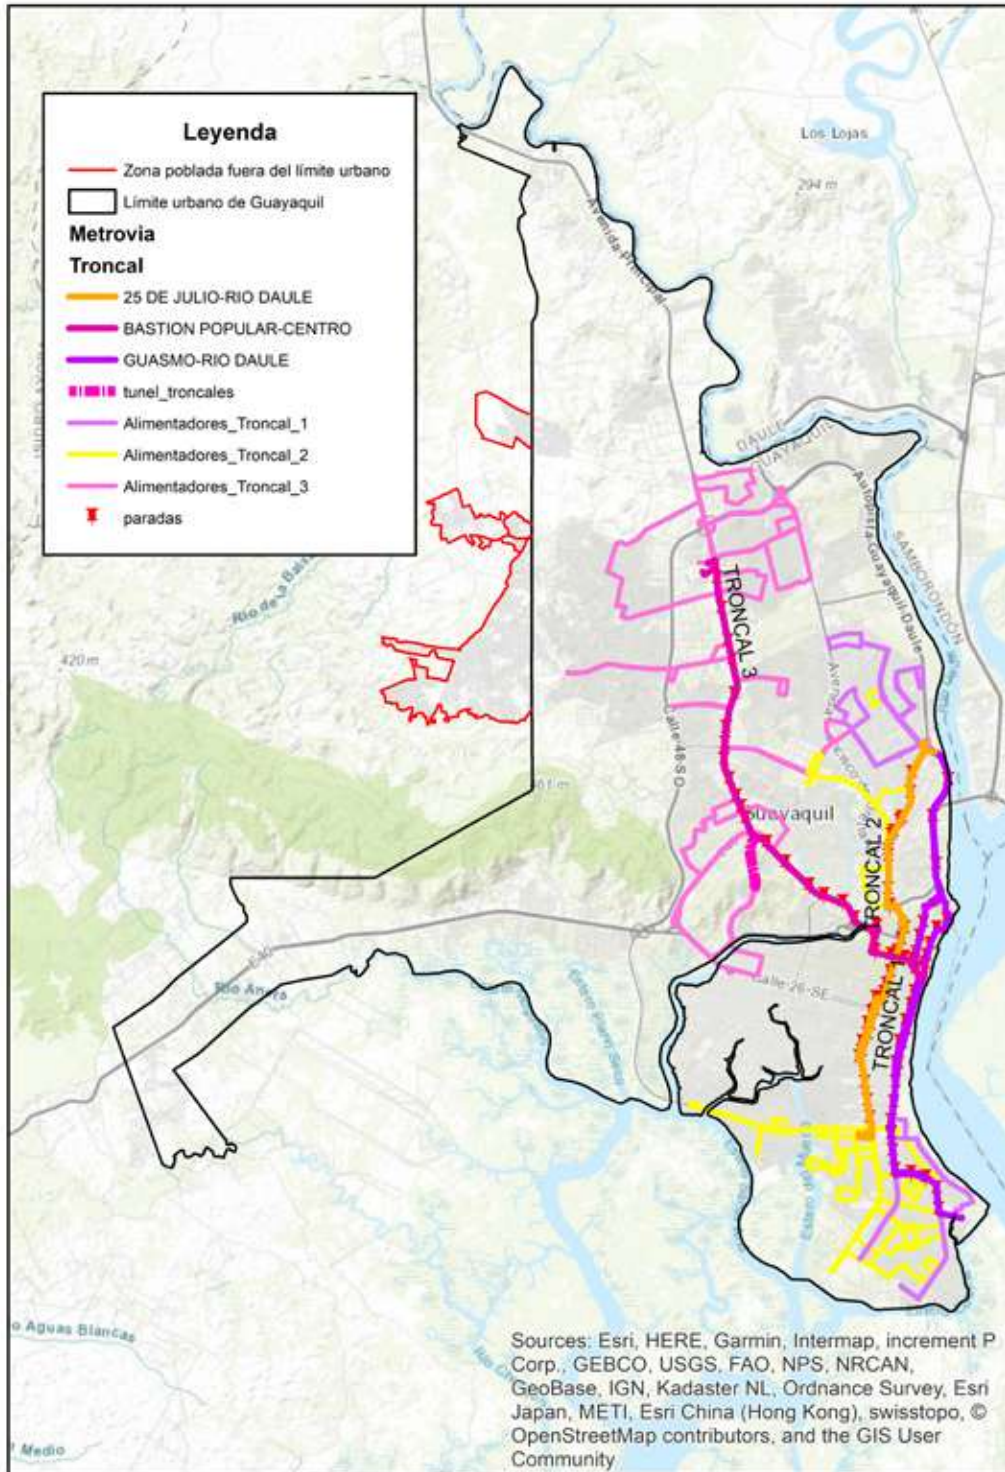 Leyenda
Zona poblada fuera del límite urbano
Límite urbano de Guayaquil
Metrovia
Troncal
25 DE JULIO-RIO DAULE
BASTION POPULAR-CENTRO
GUASMO-RIO DAULE
tunel_troncales
Alimentadores_Troncal_1
Alimentadores_Troncal_2
Alimentadores_Troncal_3
paradas
Los Lojas
294 m
Avenida Principal
DAULE
GUAYAQUIL
Autopista Guayaquil-Daule
SAMBORONDÓN
TRONCAL 3
420 m
Calle 48-SO
Avenida
61 m
Guayaquil
TRONCAL 2
E40
Calle 26-SE
TRONCAL 1
o Aguas Blancas
Medio
Sources: Esri, HERE, Garmin, Intermap, increment P
Corp., GEBCO, USGS, FAO, NPS, NRCAN,
GeoBase, IGN, Kadaster NL, Ordnance Survey, Esri
Japan, METI, Esri China (Hong Kong), swisstopo, ©
OpenStreetMap contributors, and the GIS User
Community